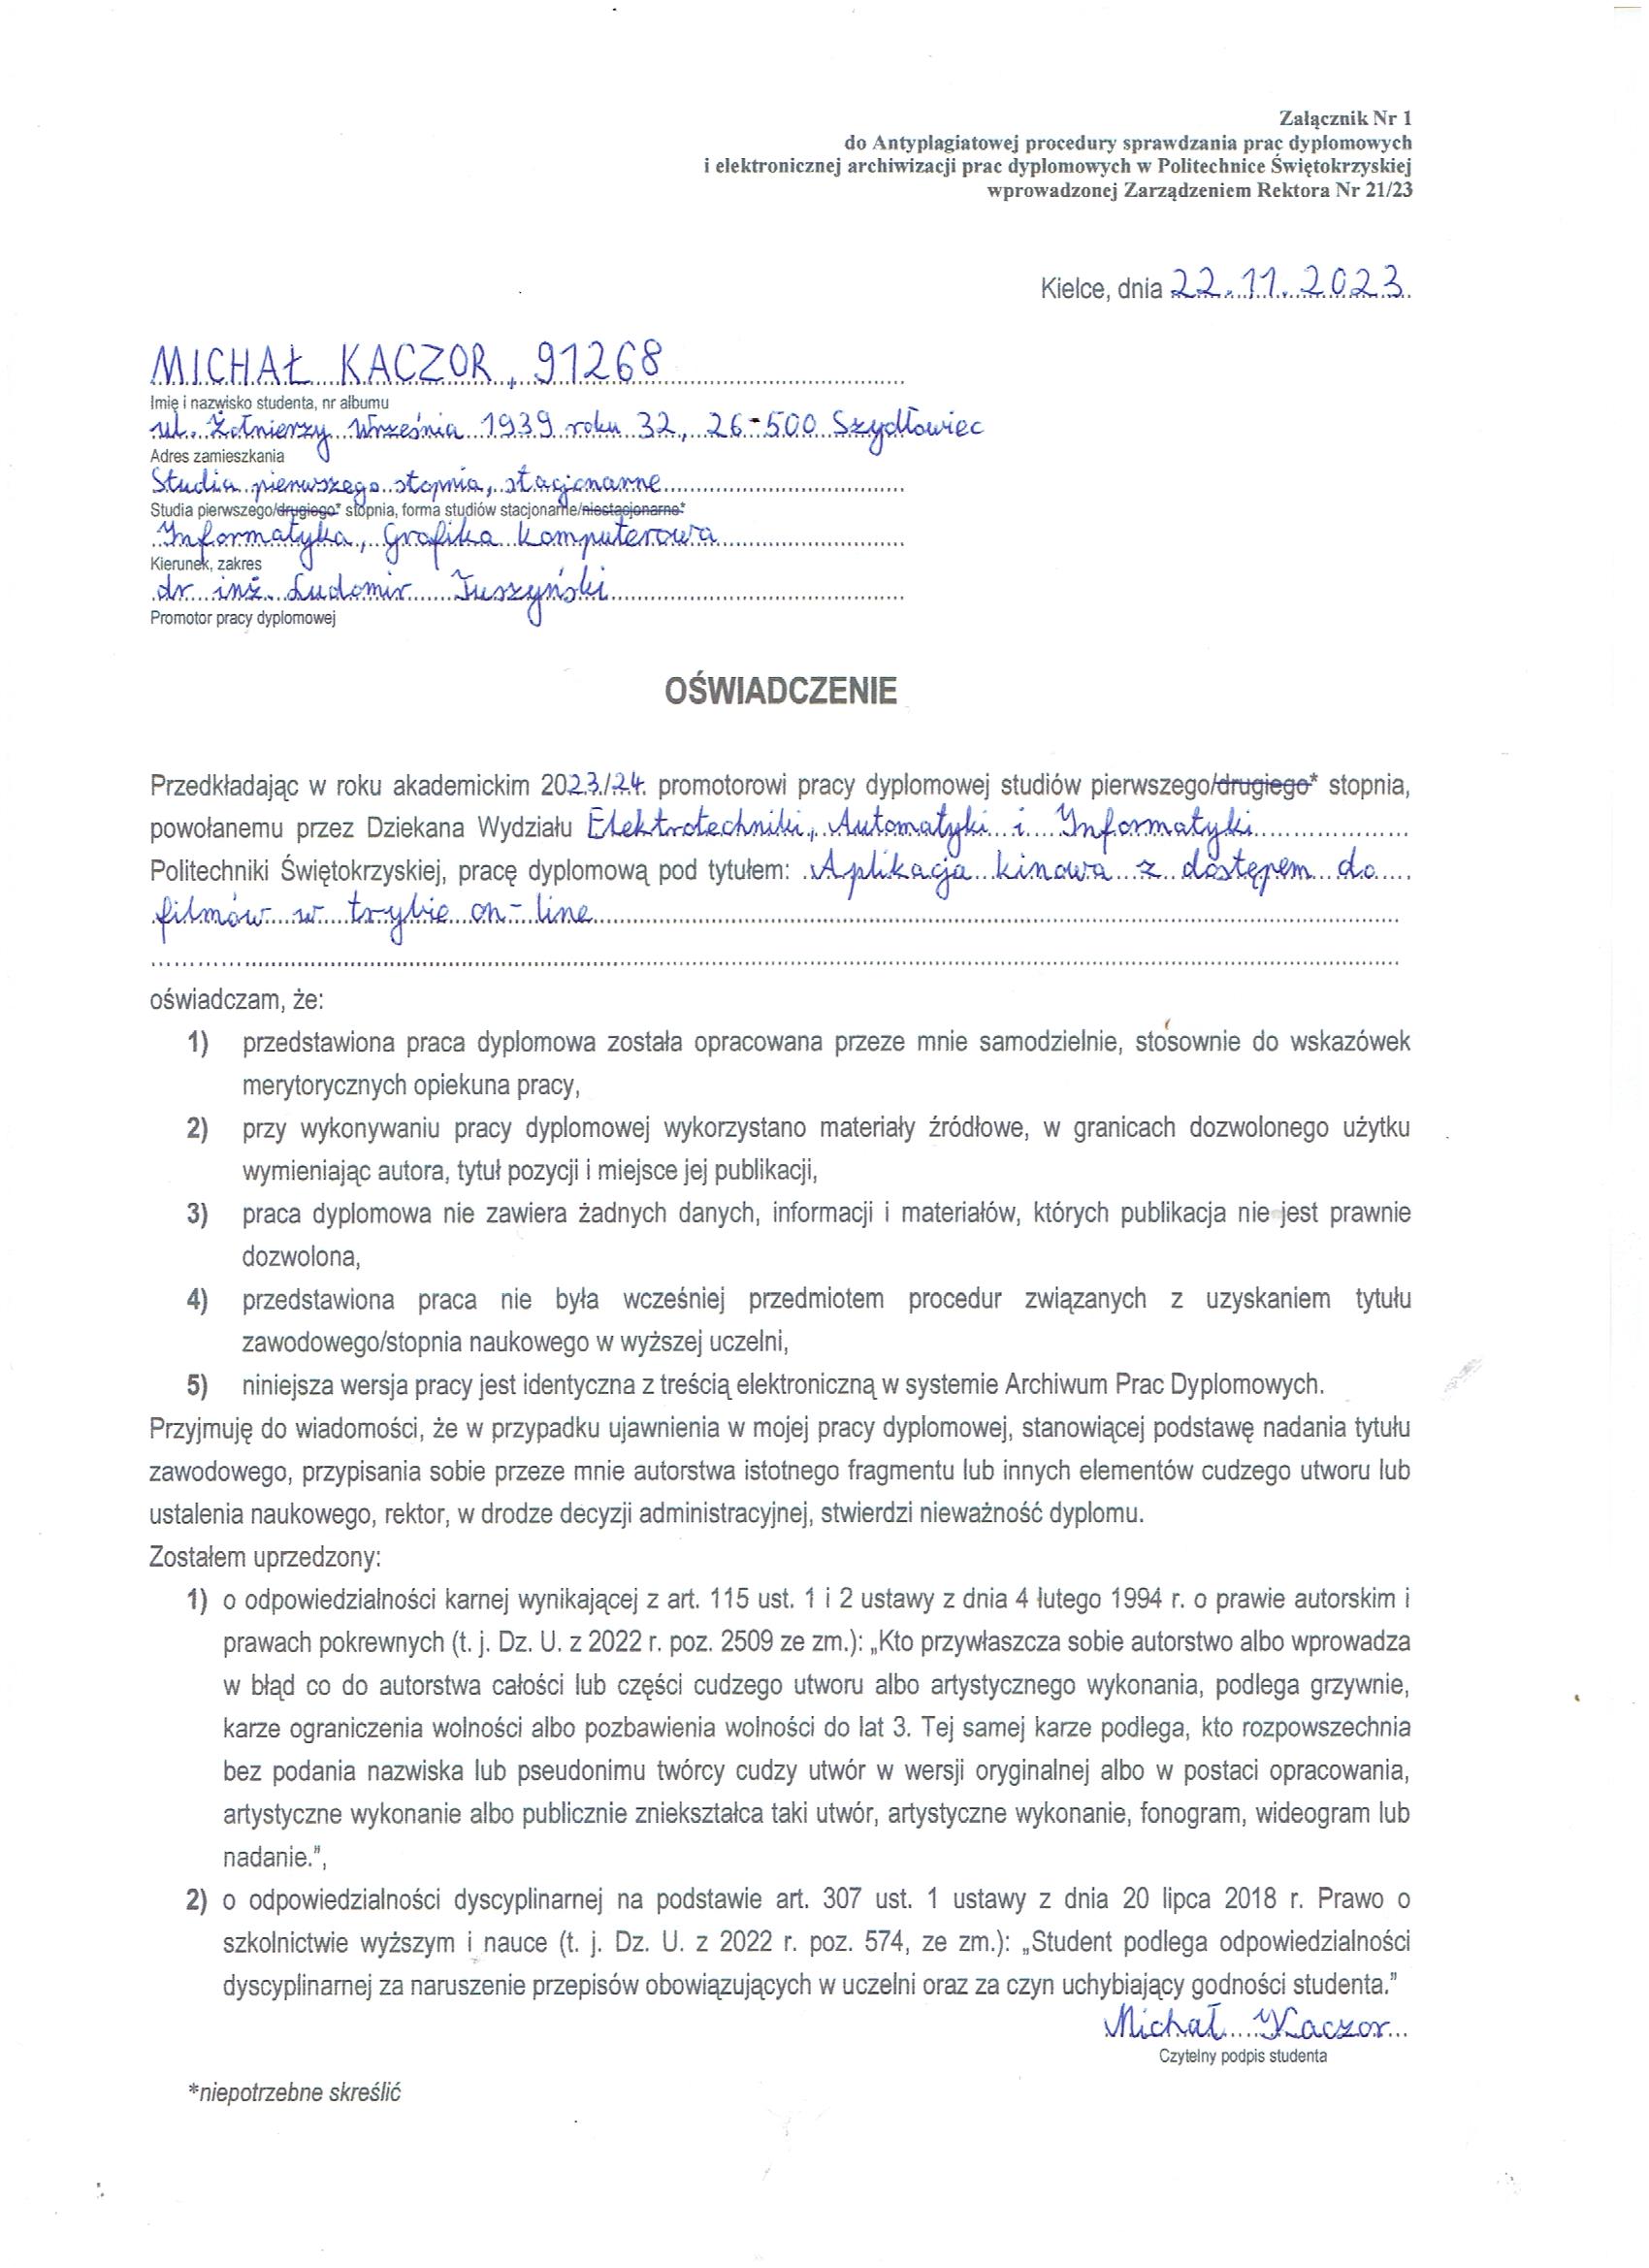 Załącznik Nr 1
do Antyplagiatowej procedury sprawdzania prac dyplomowych
i elektronicznej archiwizacji prac dyplomowych w Politechnice Świętokrzyskiej
wprowadzonej Zarządzeniem Rektora Nr 21/23
Kielce, dnia 22.11.2023.
MICHAŁ KACZOR, 91268
Imię i nazwisko studenta, nr albumu
ul. Żołnierzy Września 1939 roku 32, 26-500 Szydłowiec
Adres zamieszkania
Studia pierwszego stopnia, stacjonarne
Studia pierwszego/drugiego* stopnia, forma studiów stacjonarne/niestacjonarne*
Informatyka, Grafika Komputerowa
Kierunek, zakres
dr inż. Ludomir Tuszyński
Promotor pracy dyplomowej
OŚWIADCZENIE
Przedkładając w roku akademickim 2023/24. promotorowi pracy dyplomowej studiów pierwszego/drugiego* stopnia,
powołanemu przez Dziekana Wydziału Elektrotechniki, Automatyki i Informatyki
Politechniki Świętokrzyskiej, pracę dyplomową pod tytułem: Aplikacja kinowa z dostępem do
filmów w trybie on-line
oświadczam, że:
1) przedstawiona praca dyplomowa została opracowana przeze mnie samodzielnie, stosownie do wskazówek
merytorycznych opiekuna pracy,
2) przy wykonywaniu pracy dyplomowej wykorzystano materiały źródłowe, w granicach dozwolonego użytku
wymieniając autora, tytuł pozycji i miejsce jej publikacji,
3) praca dyplomowa nie zawiera żadnych danych, informacji i materiałów, których publikacja nie jest prawnie
dozwolona,
4) przedstawiona praca nie była wcześniej przedmiotem procedur związanych z uzyskaniem tytułu
zawodowego/stopnia naukowego w wyższej uczelni,
5) niniejsza wersja pracy jest identyczna z treścią elektroniczną w systemie Archiwum Prac Dyplomowych.
Przyjmuję do wiadomości, że w przypadku ujawnienia w mojej pracy dyplomowej, stanowiącej podstawę nadania tytułu
zawodowego, przypisania sobie przeze mnie autorstwa istotnego fragmentu lub innych elementów cudzego utworu lub
ustalenia naukowego, rektor, w drodze decyzji administracyjnej, stwierdzi nieważność dyplomu.
Zostałem uprzedzony:
1) o odpowiedzialności karnej wynikającej z art. 115 ust. 1 i 2 ustawy z dnia 4 lutego 1994 r. o prawie autorskim i
prawach pokrewnych (t. j. Dz. U. z 2022 r. poz. 2509 ze zm.): „Kto przywłaszcza sobie autorstwo albo wprowadza
w błąd co do autorstwa całości lub części cudzego utworu albo artystycznego wykonania, podlega grzywnie,
karze ograniczenia wolności albo pozbawienia wolności do lat 3. Tej samej karze podlega, kto rozpowszechnia
bez podania nazwiska lub pseudonimu twórcy cudzy utwór w wersji oryginalnej albo w postaci opracowania,
artystyczne wykonanie albo publicznie zniekształca taki utwór, artystyczne wykonanie, fonogram, wideogram lub
nadanie.”,
2) o odpowiedzialności dyscyplinarnej na podstawie art. 307 ust. 1 ustawy z dnia 20 lipca 2018 r. Prawo o
szkolnictwie wyższym i nauce (t. j. Dz. U. z 2022 r. poz. 574, ze zm.): „Student podlega odpowiedzialności
dyscyplinarnej za naruszenie przepisów obowiązujących w uczelni oraz za czyn uchybiający godności studenta.”
Michał Kaczor
Czytelny podpis studenta
*niepotrzebne skreślić